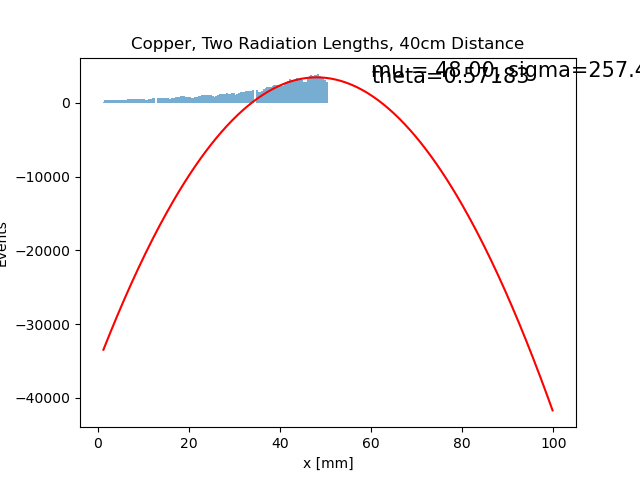 Copper, Two Radiation Lengths, 40cm Distance
mu = 48.00, sigma=257.4
theta=0.57183
0
−10000
−20000
−30000
−40000
Events
0 20 40 60 80 100
x [mm]